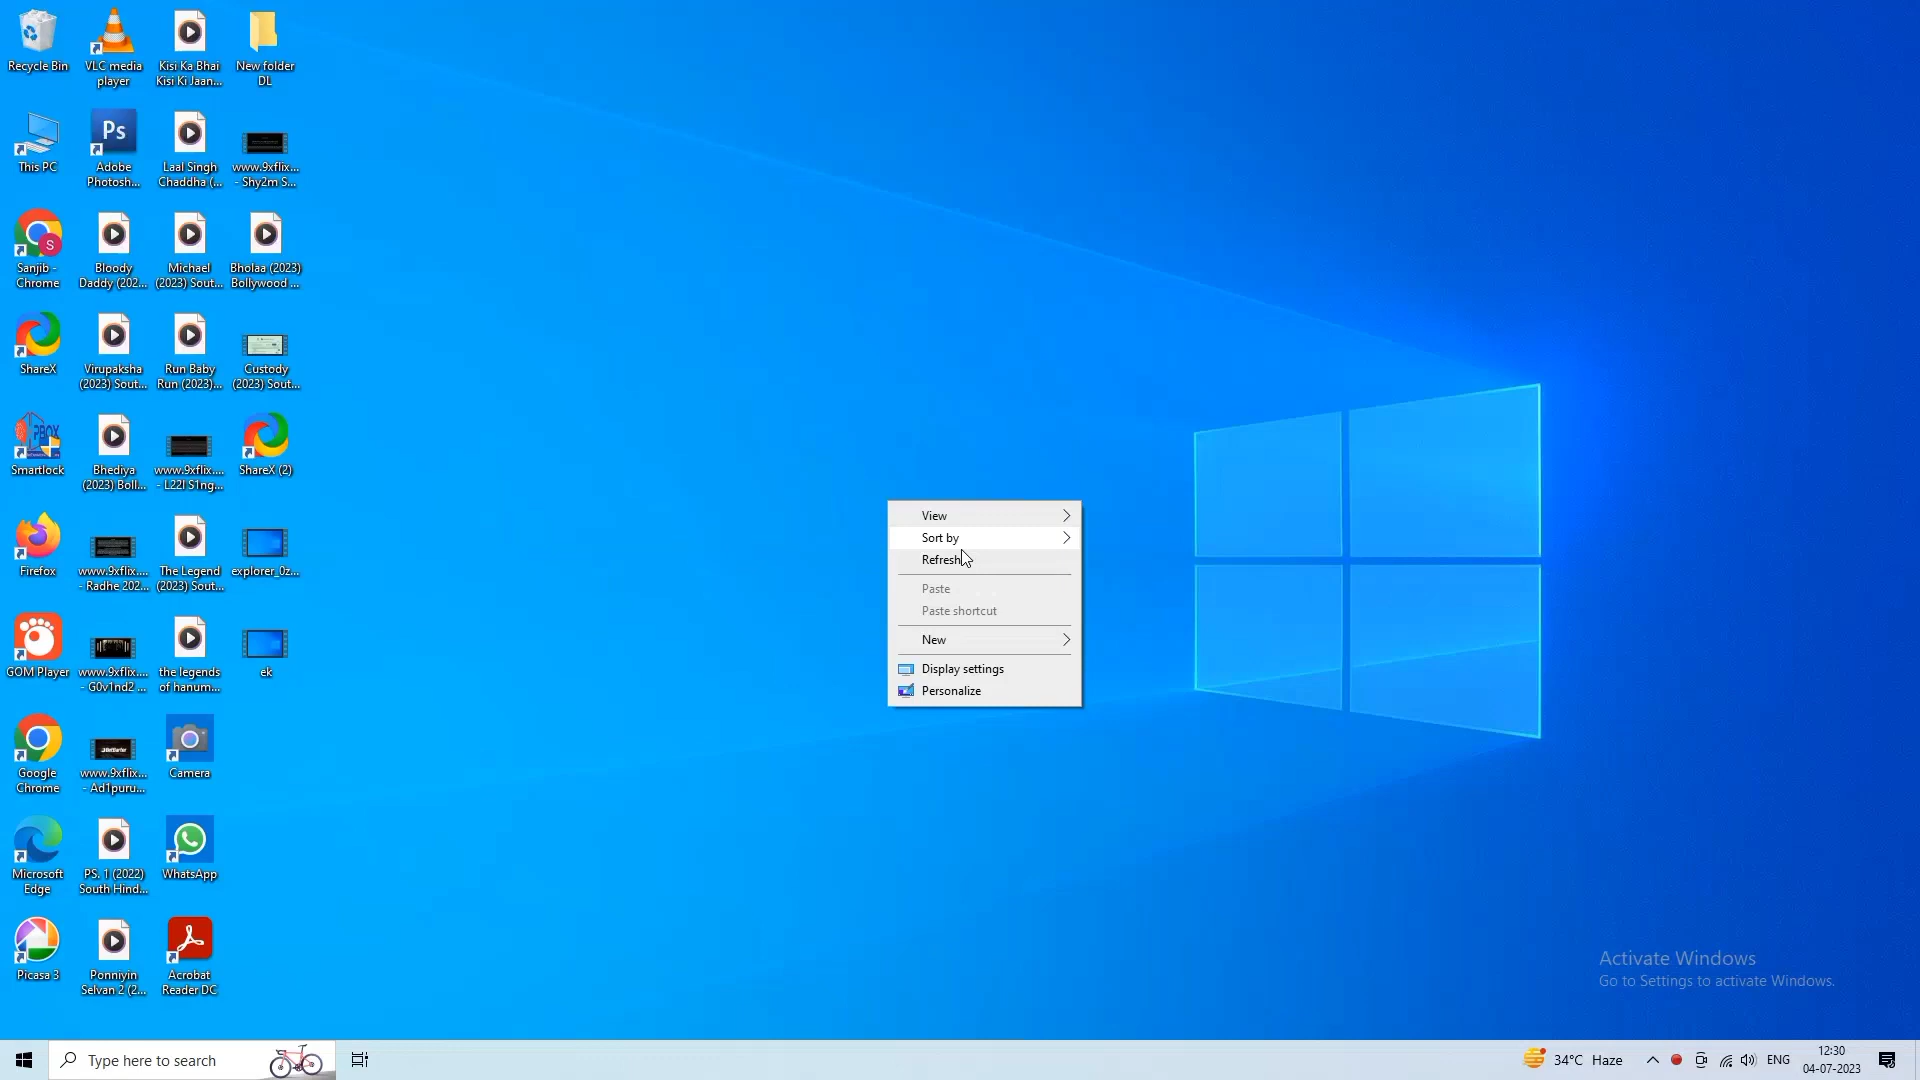 Recycle Bin
VLC media
player
Kisi Ka Bhai
Kisi Ki Jaan...
New folder
DL
This PC
Ps
Adobe
Photosh...
Laal Singh
Chaddha (...
www.9xflix...
- Shy2m S...
S
Sanjib -
Chrome
Bloody
Daddy (202...
Michael
(2023) Sout...
Bholaa (2023)
Bollywood ...
ShareX
Virupaksha
(2023) Sout...
Run Baby
Run (2023)...
Custody
(2023) Sout...
Smartlock
Bhediya
(2023) Boll...
www.9xflix....
- L22l S1ng...
ShareX (2)
Firefox
www.9xflix....
- Radhe 202...
The Legend
(2023) Sout...
explorer_0z...
GOM Player
www.9xflix....
- G0v1nd2 ...
the legends
of hanum...
ek
Google
Chrome
www.9xflix....
- Ad1puru...
Camera
Microsoft
Edge
PS. 1 (2022)
South Hind...
WhatsApp
Picasa 3
Ponniyin
Selvan 2 (2...
Acrobat
Reader DC
View
Sort by
Refresh
Paste
Paste shortcut
New
Display settings
Personalize
Activate Windows
Go to Settings to activate Windows.
Type here to search
34°C Haze
ENG
12:30
04-07-2023